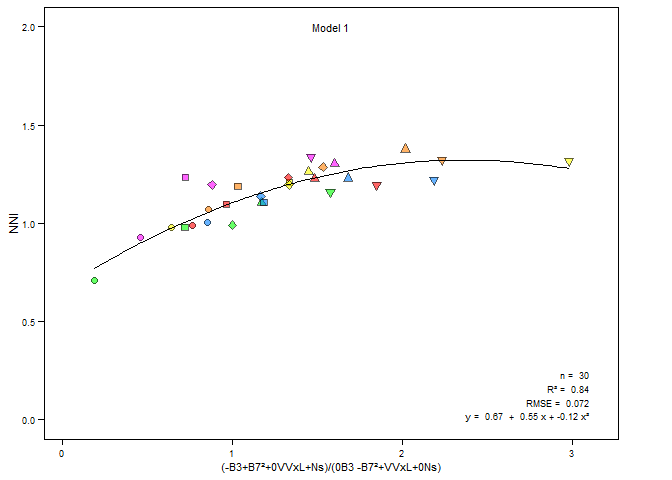 Model 1
2.0
1.5
1.0
0.5
0.0
NNI
n = 30
R² = 0.84
RMSE = 0.072
y = 0.67 + 0.55 x + -0.12 x²
0 1 2 3
(-B3+B7²+0VVxL+Ns)/(0B3 -B7²+VVxL+0Ns)